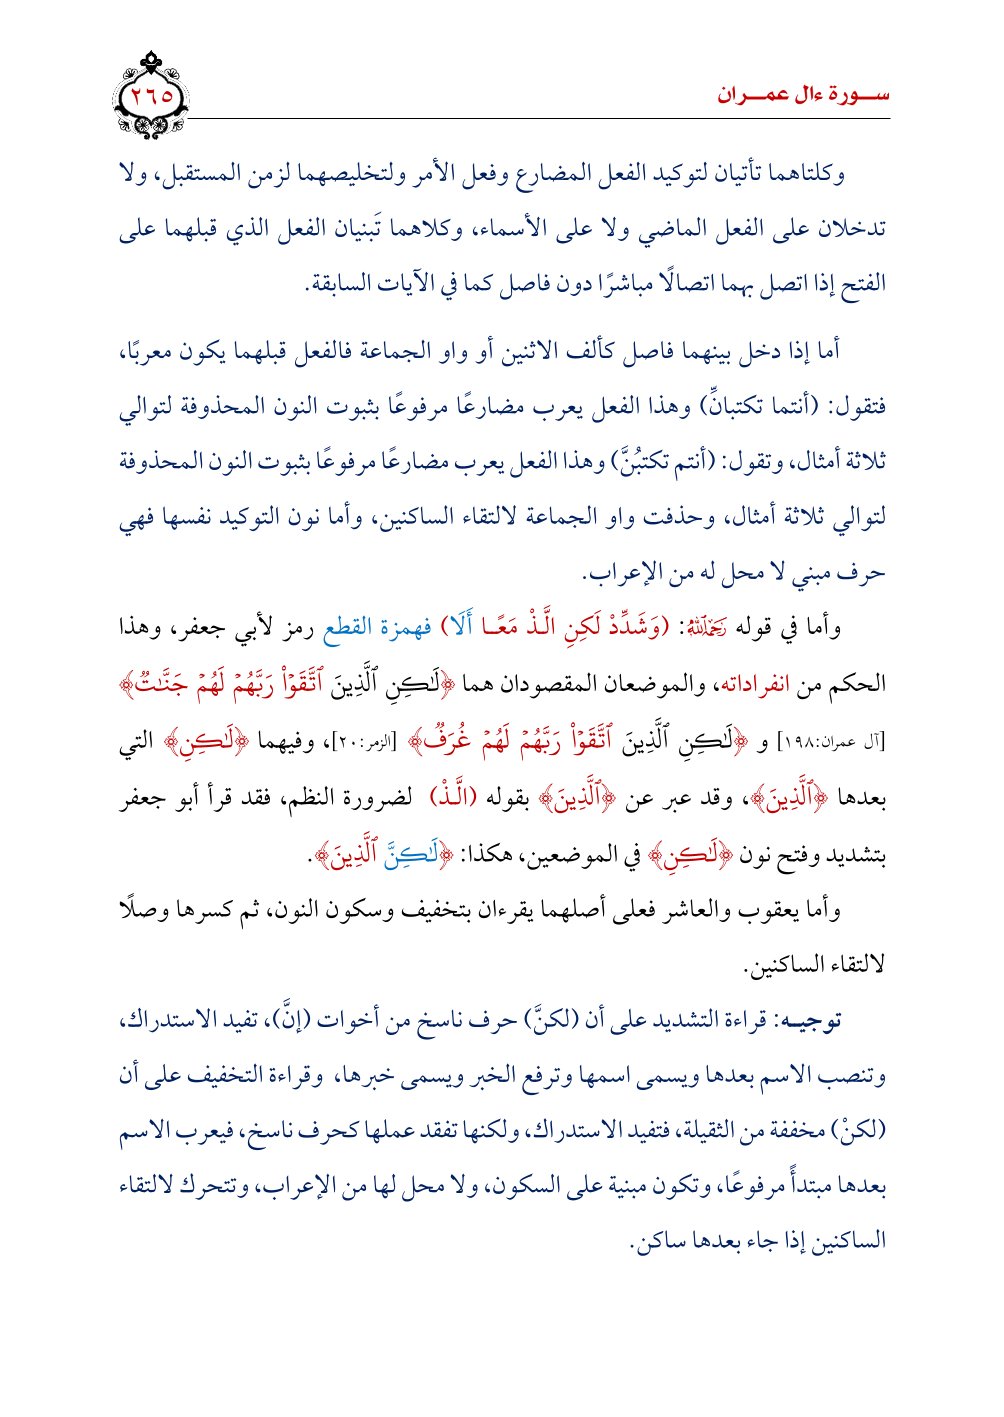 سـورة ءال عمـران
٢٦٥
وكلتاهما تأتيان لتوكيد الفعل المضارع وفعل الأمر ولتخليصهما لزمن المستقبل، ولا
تدخلان على الفعل الماضي ولا على الأسماء، وكلاهما تَبنيان الفعل الذي قبلهما على
الفتح إذا اتصل بهما اتصالًا مباشرًا دون فاصل كما في الآيات السابقة.
أما إذا دخل بينهما فاصل كألف الاثنين أو واو الجماعة فالفعل قبلهما يكون معربًا،
فتقول: (أنتما تكتبانِّ) وهذا الفعل يعرب مضارعًا مرفوعًا بثبوت النون المحذوفة لتوالي
ثلاثة أمثال، وتقول: (أنتم تكتبُنَّ) وهذا الفعل يعرب مضارعًا مرفوعًا بثبوت النون المحذوفة
لتوالي ثلاثة أمثال، وحذفت واو الجماعة لالتقاء الساكنين، وأما نون التوكيد نفسها فهي
حرف مبني لا محل له من الإعراب.
وأما في قوله رَحِمَهُ اللَّهُ: (وَشَدِّدْ لَكِنِ الَّـذْ مَعًـا أَلَا) فهمزة القطع رمز لأبي جعفر، وهذا
الحكم من انفراداته، والموضعان المقصودان هما ﴿لَٰكِنِ ٱلَّذِينَ ٱتَّقَوۡاْ رَبَّهُمۡ لَهُمۡ جَنَّٰتٞ﴾
[آل عمران:١٩٨] و ﴿لَٰكِنِ ٱلَّذِينَ ٱتَّقَوۡاْ رَبَّهُمۡ لَهُمۡ غُرَفٞ﴾ [الزمر:٢٠]، وفيهما ﴿لَٰكِنِ﴾ التي
بعدها ﴿ٱلَّذِينَ﴾، وقد عبر عن ﴿ٱلَّذِينَ﴾ بقوله (الَّـذْ) لضرورة النظم، فقد قرأ أبو جعفر
بتشديد وفتح نون ﴿لَٰكِنِ﴾ في الموضعين، هكذا: ﴿لَٰكِنَّ ٱلَّذِينَ﴾.
وأما يعقوب والعاشر فعلى أصلهما يقرءان بتخفيف وسكون النون، ثم كسرها وصلًا
لالتقاء الساكنين.
توجيـه: قراءة التشديد على أن (لكنَّ) حرف ناسخ من أخوات (إنَّ)، تفيد الاستدراك،
وتنصب الاسم بعدها ويسمى اسمها وترفع الخبر ويسمى خبرها، وقراءة التخفيف على أن
(لكنْ) مخففة من الثقيلة، فتفيد الاستدراك، ولكنها تفقد عملها كحرف ناسخ، فيعرب الاسم
بعدها مبتدأً مرفوعًا، وتكون مبنية على السكون، ولا محل لها من الإعراب، وتتحرك لالتقاء
الساكنين إذا جاء بعدها ساكن.